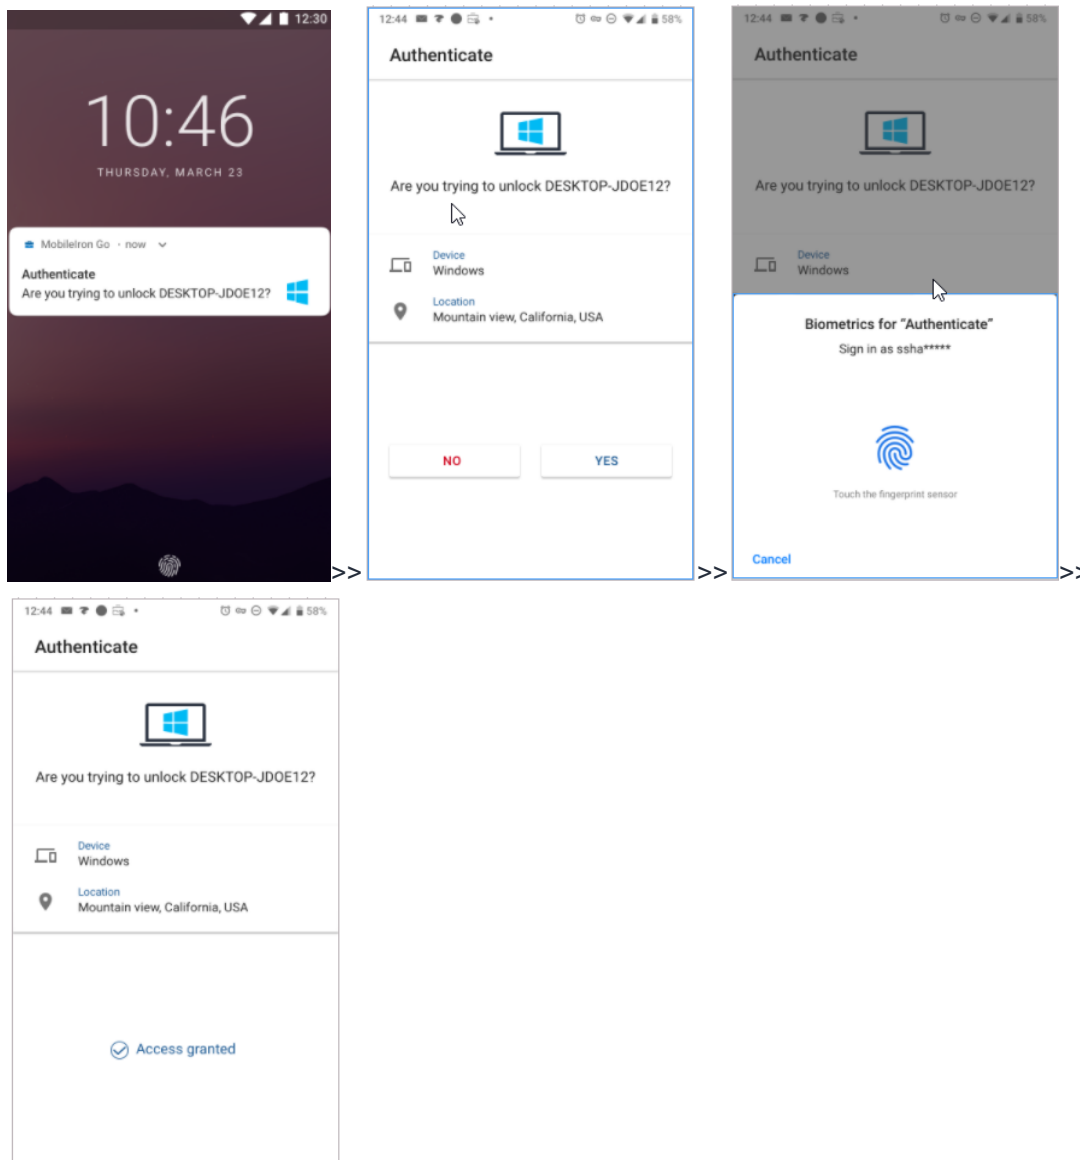 12:30
10:46
THURSDAY, MARCH 23
MobileIron Go · now
Authenticate
Are you trying to unlock DESKTOP-JDOE12?
>>
12:44 • 58%
Authenticate
Are you trying to unlock DESKTOP-JDOE12?
Device
Windows
Location
Mountain view, California, USA
NO YES
>>
12:44 • 58%
Authenticate
Are you trying to unlock DESKTOP-JDOE12?
Device
Windows
Biometrics for “Authenticate”
Sign in as ssha*****
Touch the fingerprint sensor
Cancel
>>
12:44 • 58%
Authenticate
Are you trying to unlock DESKTOP-JDOE12?
Device
Windows
Location
Mountain view, California, USA
Access granted